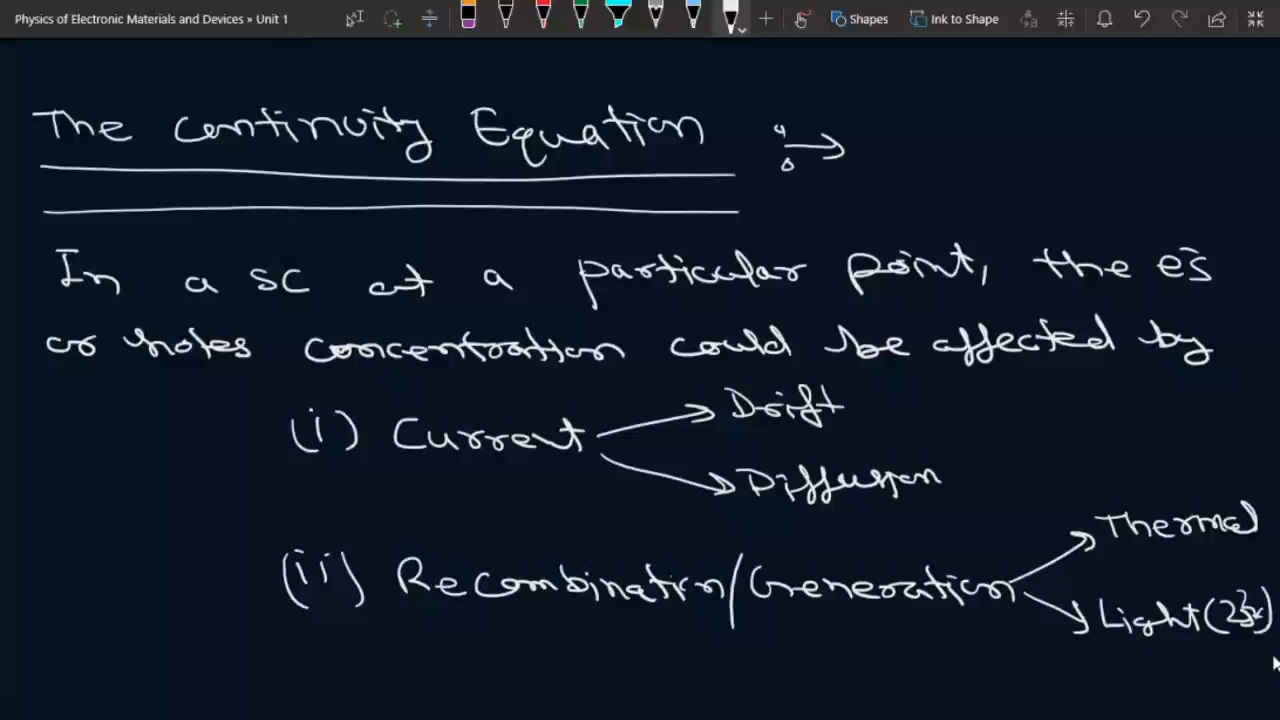 Physics of Electronic Materials and Devices » Unit 1
Shapes
Ink to Shape
The continuity Equation
In a sc at a particular point, the e's
or holes concentration could be affected by
(i) Current
Drift
Diffusion
Thermal
(ii) Recombination/Generation
Light